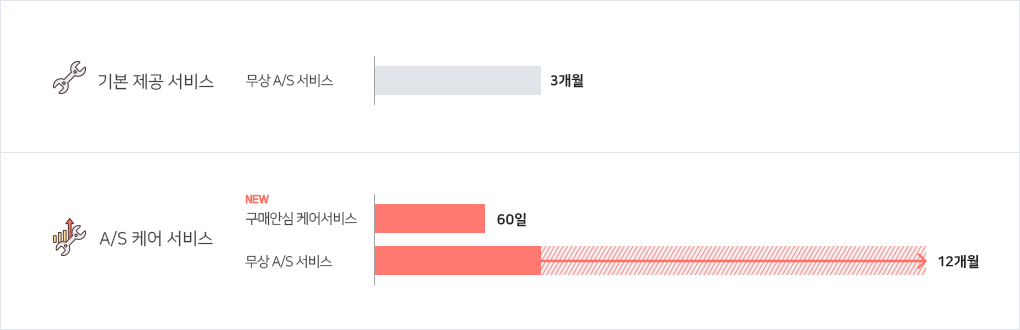 기본 제공 서비스
무상 A/S 서비스
3개월
A/S 케어 서비스
NEW
구매안심 케어서비스
60일
무상 A/S 서비스
12개월